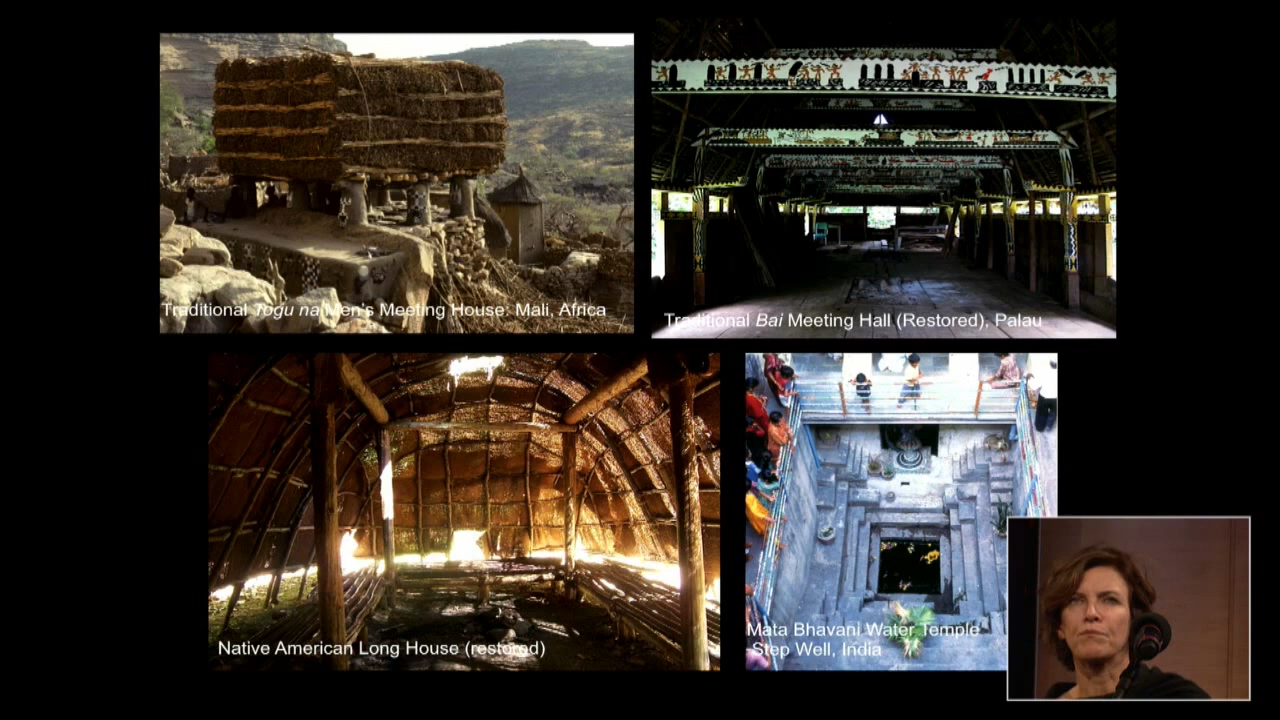 Traditional Togu na Men's Meeting House: Mali, Africa
Traditional Bai Meeting Hall (Restored), Palau
Native American Long House (restored)
Mata Bhavani Water Temple
Step Well, India